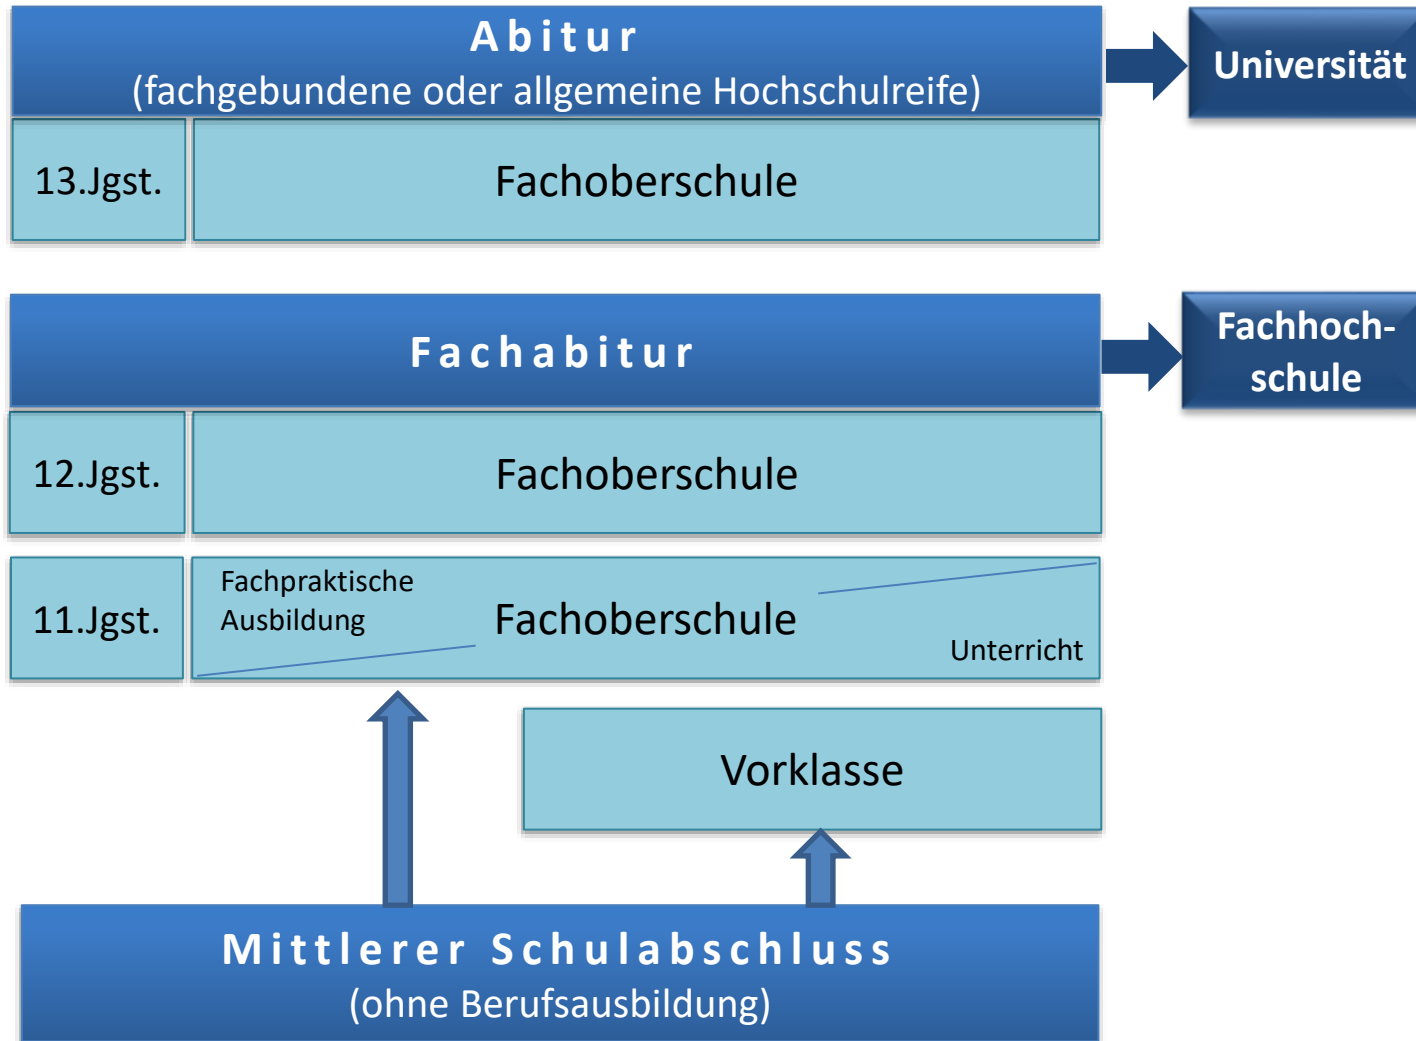 Abitur
(fachgebundene oder allgemeine Hochschulreife)
Universität
13.Jgst.
Fachoberschule
Fachabitur
Fachhoch-
schule
12.Jgst.
Fachoberschule
11.Jgst.
Fachpraktische
Ausbildung
Fachoberschule
Unterricht
Vorklasse
Mittlerer Schulabschluss
(ohne Berufsausbildung)